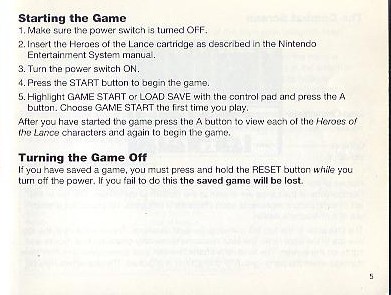 Starting the Game
1. Make sure the power switch is turned OFF.
2. Insert the Heroes of the Lance cartridge as described in the Nintendo
Entertainment System manual.
3. Turn the power switch ON.
4. Press the START button to begin the game.
5. Highlight GAME START or LOAD SAVE with the control pad and press the A
button. Choose GAME START the first time you play.
After you have started the game press the A button to view each of the Heroes of
the Lance characters and again to begin the game.
Turning the Game Off
If you have saved a game, you must press and hold the RESET button while you
turn off the power. If you fail to do this the saved game will be lost.
5